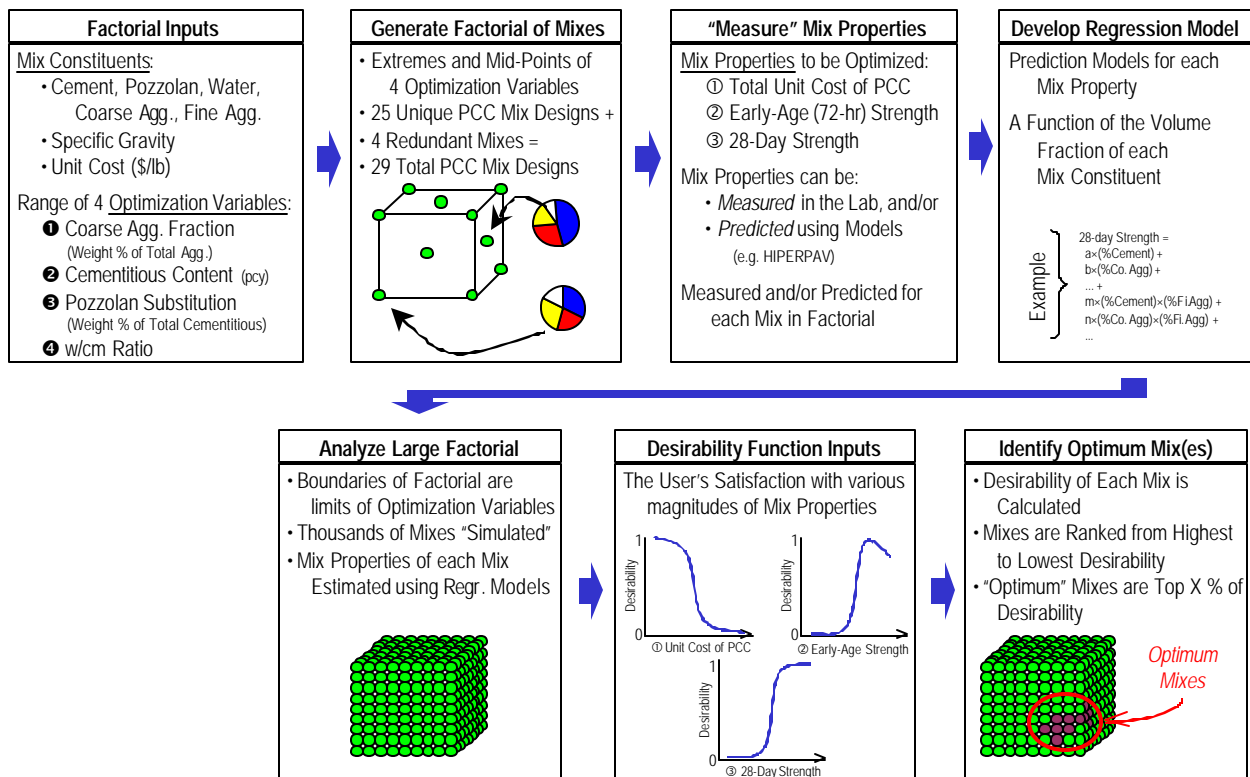 Factorial Inputs
Mix Constituents:
• Cement, Pozzolan, Water,
Coarse Agg., Fine Agg.
• Specific Gravity
• Unit Cost ($/lb)
Range of 4 Optimization Variables:
❶ Coarse Agg. Fraction
(Weight % of Total Agg.)
❷ Cementitious Content (pcy)
❸ Pozzolan Substitution
(Weight % of Total Cementitious)
❹ w/cm Ratio
Generate Factorial of Mixes
• Extremes and Mid-Points of
4 Optimization Variables
• 25 Unique PCC Mix Designs +
• 4 Redundant Mixes =
• 29 Total PCC Mix Designs
“Measure” Mix Properties
Mix Properties to be Optimized:
① Total Unit Cost of PCC
② Early-Age (72-hr) Strength
③ 28-Day Strength
Mix Properties can be:
• Measured in the Lab, and/or
• Predicted using Models
(e.g. HIPERPAV)
Measured and/or Predicted for
each Mix in Factorial
Develop Regression Model
Prediction Models for each
Mix Property
A Function of the Volume
Fraction of each
Mix Constituent
Example
28-day Strength =
a×(%Cement) +
b×(%Co. Agg) +
... +
m×(%Cement)×(%Fi.Agg) +
n×(%Co. Agg)×(%Fi. Agg) +
...
Analyze Large Factorial
• Boundaries of Factorial are
limits of Optimization Variables
• Thousands of Mixes “Simulated”
• Mix Properties of each Mix
Estimated using Regr. Models
Desirability Function Inputs
The User's Satisfaction with various
magnitudes of Mix Properties
1
Desirability
0
① Unit Cost of PCC
1
Desirability
0
② Early-Age Strength
1
Desirability
0
③ 28-Day Strength
Identify Optimum Mix(es)
• Desirability of Each Mix is
Calculated
• Mixes are Ranked from Highest
to Lowest Desirability
• “Optimum” Mixes are Top X % of
Desirability
Optimum
Mixes